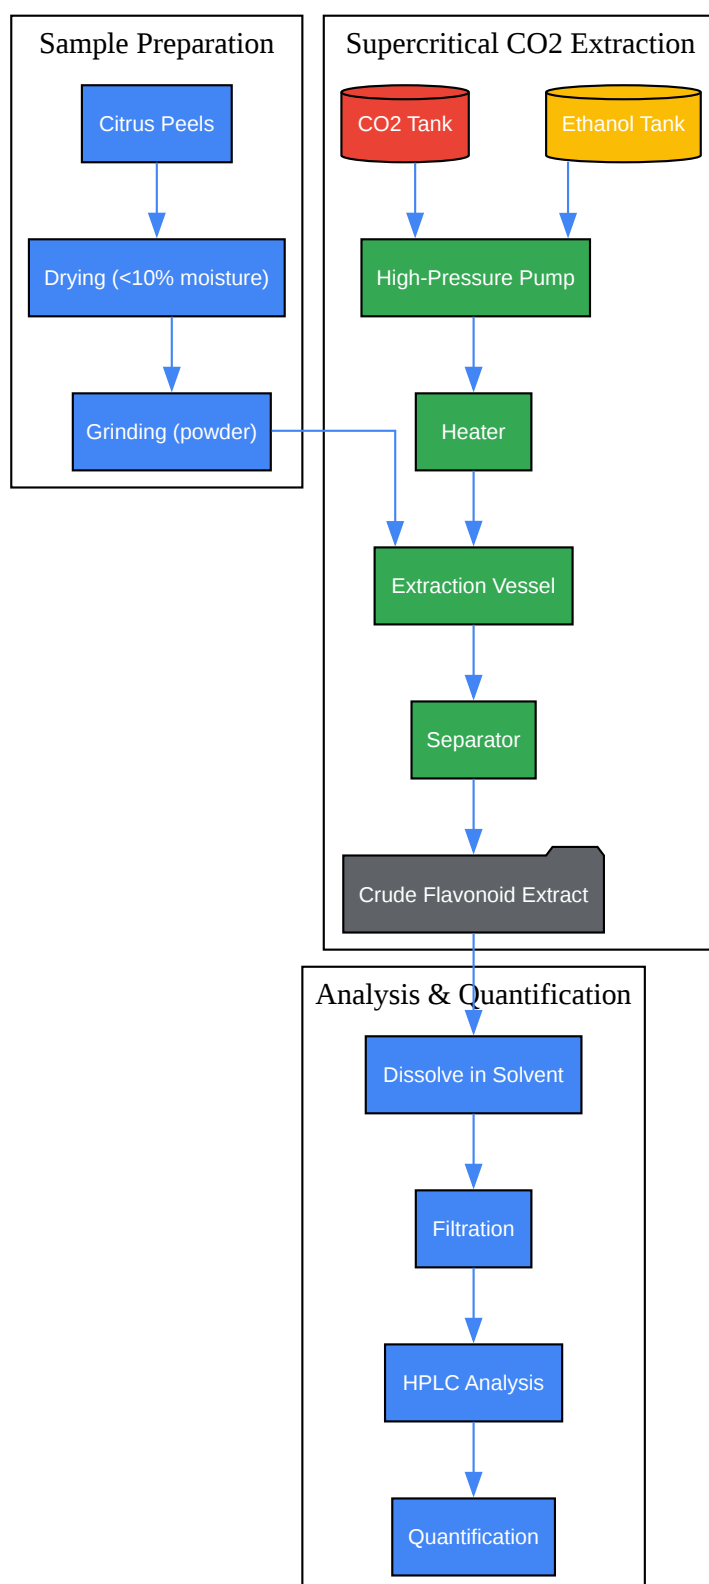 Sample Preparation
Citrus Peels
Drying (<10% moisture)
Grinding (powder)
Supercritical CO2 Extraction
CO2 Tank
Ethanol Tank
High-Pressure Pump
Heater
Extraction Vessel
Separator
Crude Flavonoid Extract
Analysis & Quantification
Dissolve in Solvent
Filtration
HPLC Analysis
Quantification